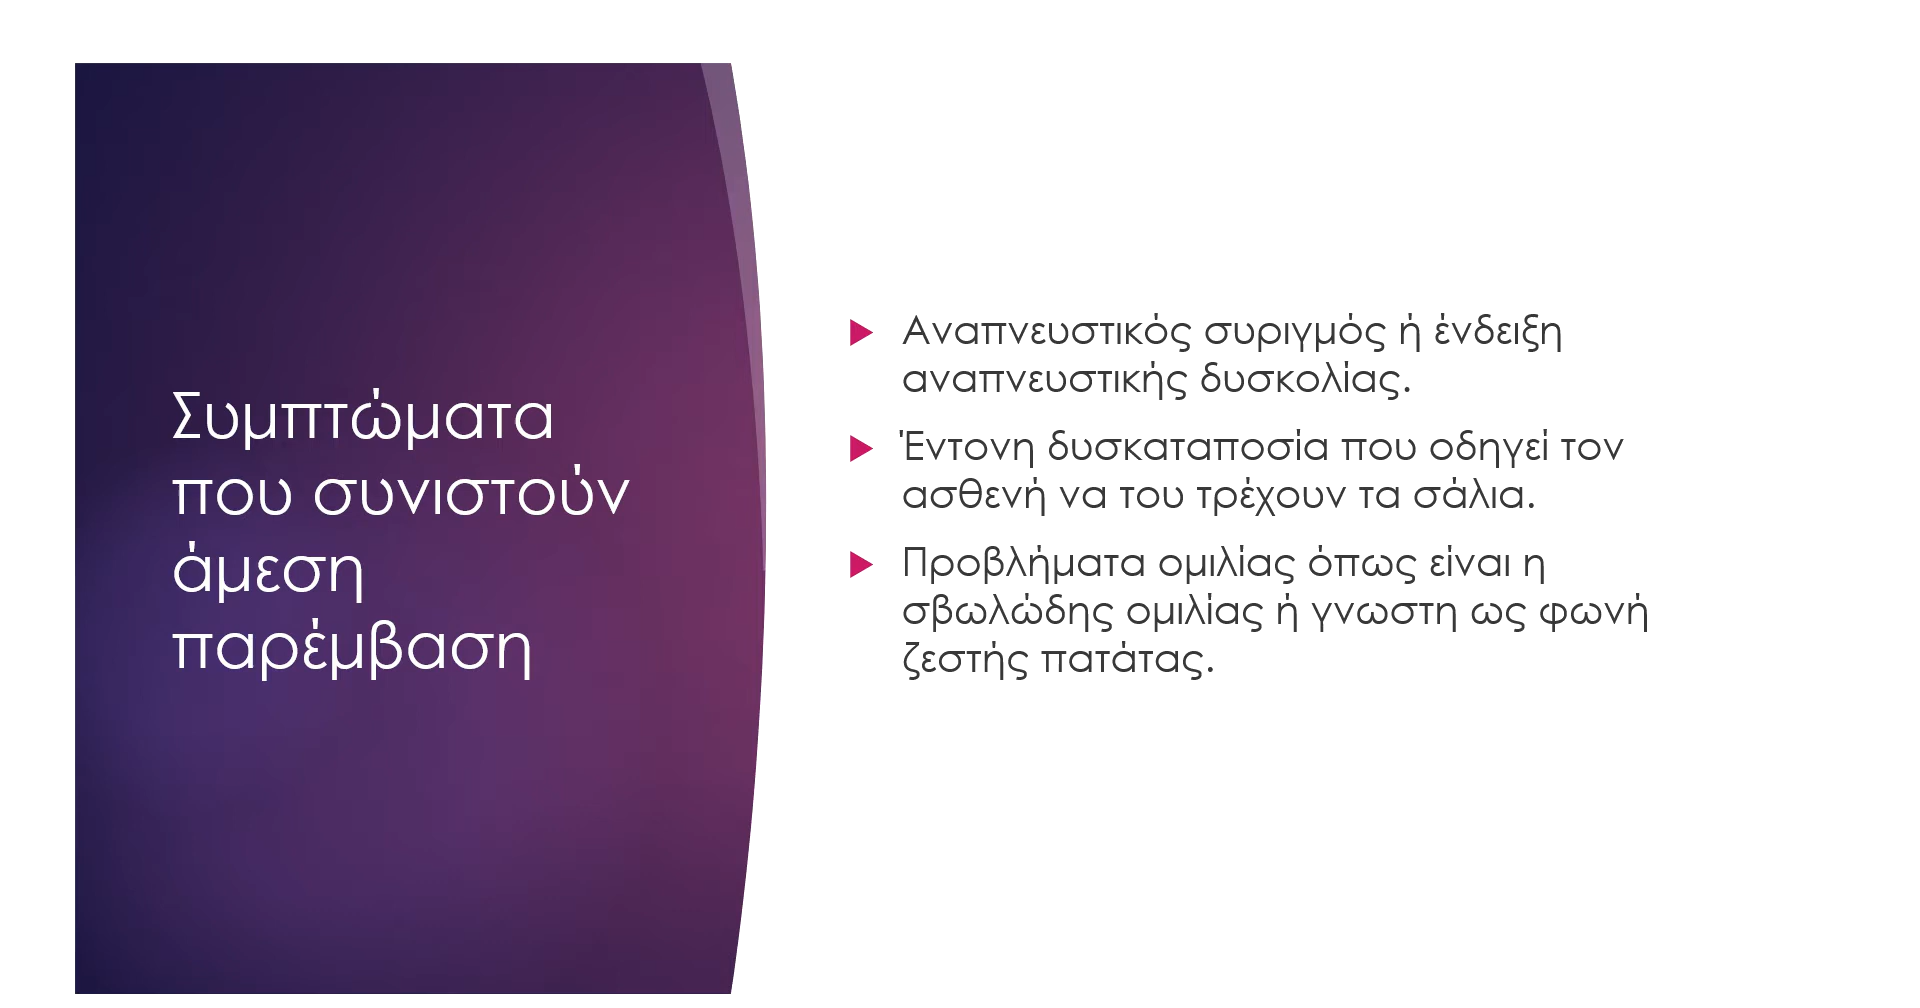 Συμπτώματα
που συνιστούν
άμεση
παρέμβαση
Αναπνευστικός συριγμός ή ένδειξη
αναπνευστικής δυσκολίας.
Έντονη δυσκαταποσία που οδηγεί τον
ασθενή να του τρέχουν τα σάλια.
Προβλήματα ομιλίας όπως είναι η
σβωλώδης ομιλίας ή γνωστη ως φωνή
ζεστής πατάτας.